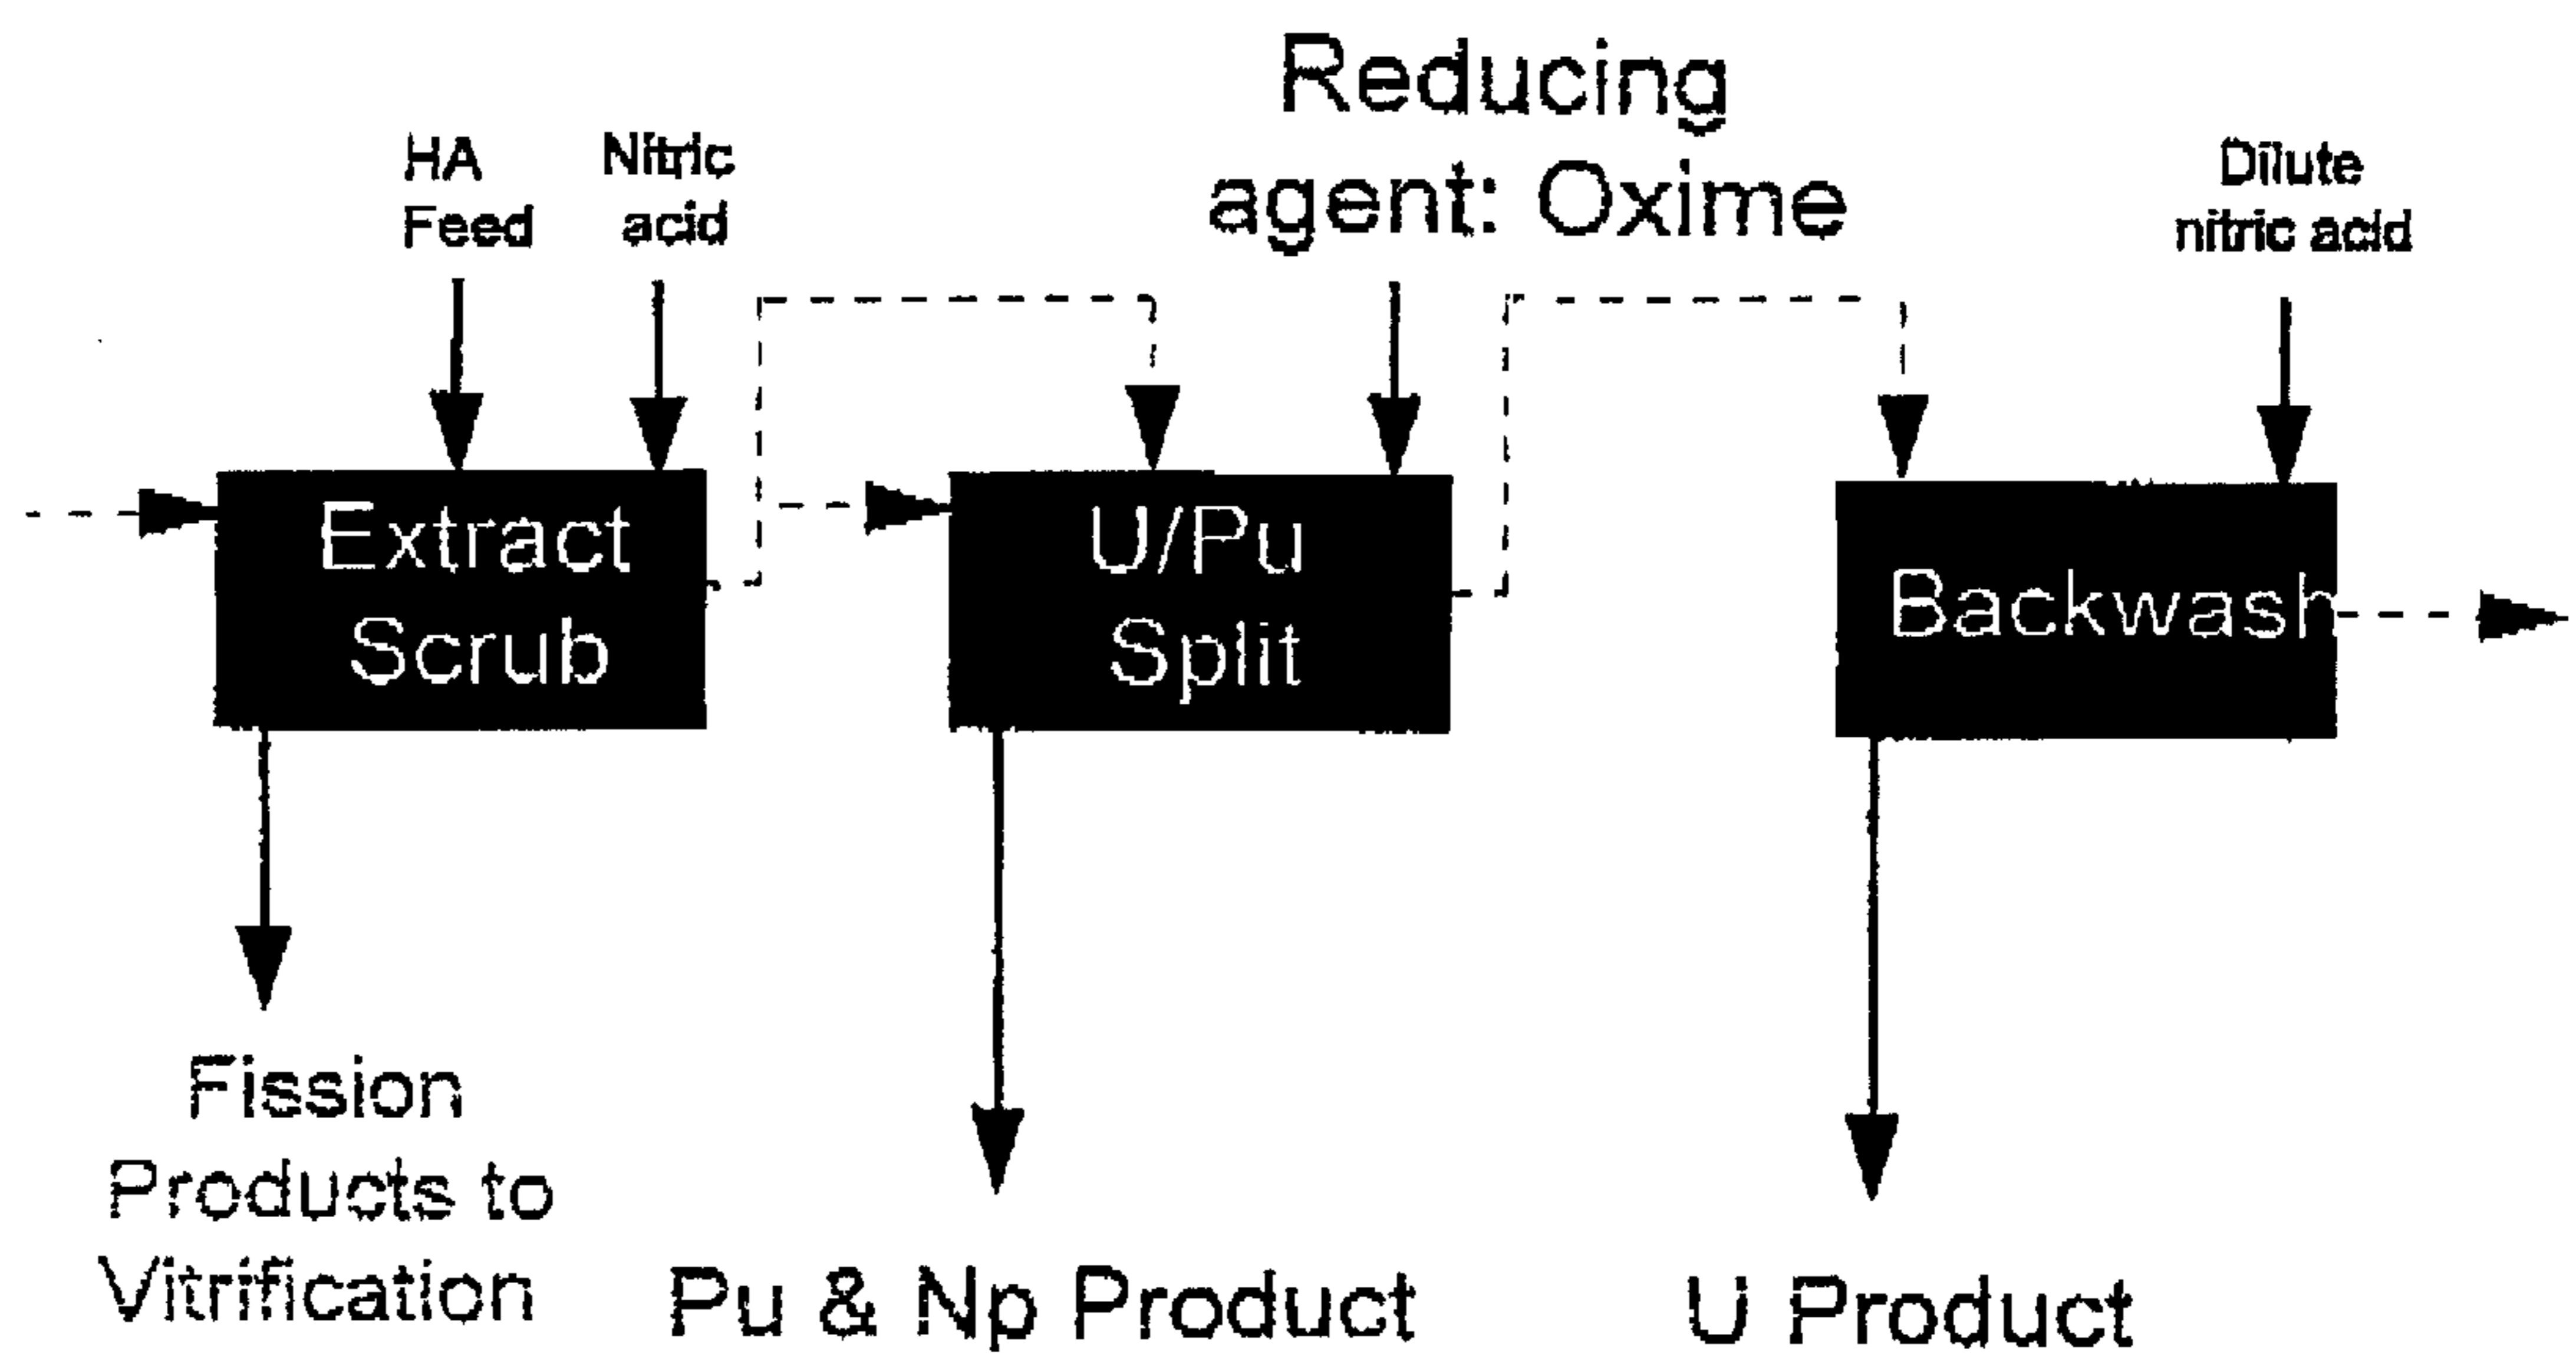 Reducing
agent: Oxime
HA
Feed
Nitric
acid
Dilute
nitric acid
Extract
Scrub
U/Pu
Split
Backwash
Fission
Products to
Vitrification
Pu & Np Product
U Product